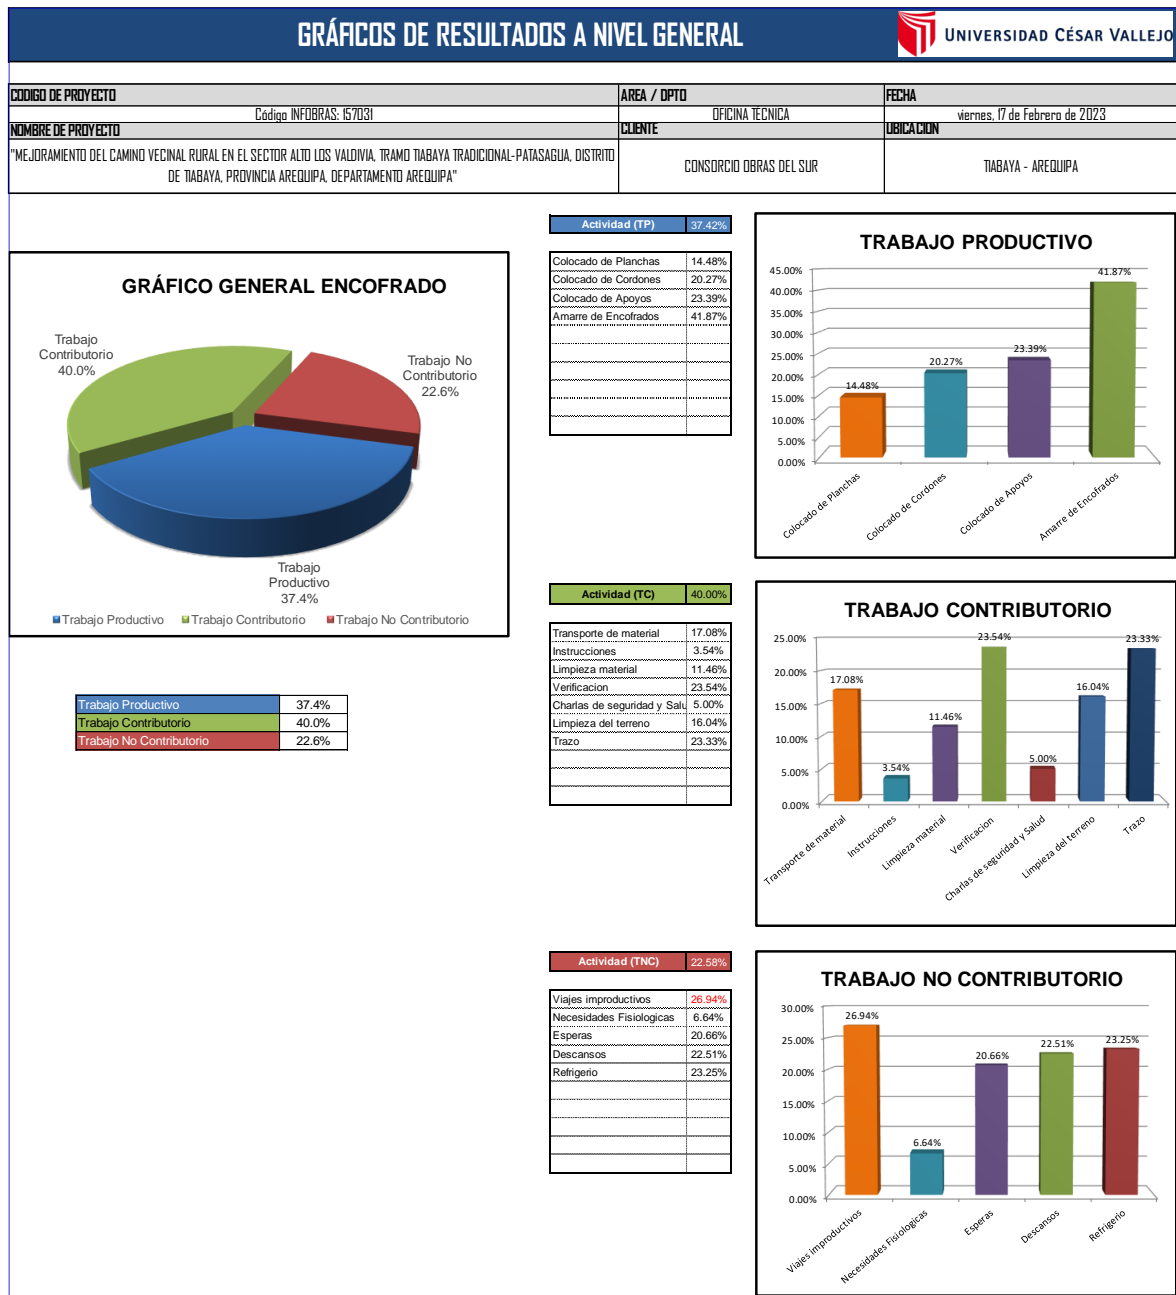 GRÁFICOS DE RESULTADOS A NIVEL GENERAL
UNIVERSIDAD CÉSAR VALLEJO
CODIGO DE PROYECTO
AREA / DPTO
FECHA
Código INFOBRAS: 157031
OFICINA TECNICA
viernes, 17 de Febrero de 2023
NOMBRE DE PROYECTO
CLIENTE
UBICACION
"MEJORAMIENTO DEL CAMINO VECINAL RURAL EN EL SECTOR ALTO LOS VALDIVIA, TRAMO TIABAYA TRADICIONAL-PATASAGUA, DISTRITO
DE TIABAYA, PROVINCIA AREQUIPA, DEPARTAMENTO AREQUIPA"
CONSORCIO OBRAS DEL SUR
TIABAYA - AREQUIPA
GRÁFICO GENERAL ENCOFRADO
Trabajo
Contributorio
40.0%
Trabajo No
Contributorio
22.6%
Trabajo
Productivo
37.4%
Trabajo Productivo
Trabajo Contributorio
Trabajo No Contributorio
Trabajo Productivo 37.4%
Trabajo Contributorio 40.0%
Trabajo No Contributorio 22.6%
Actividad (TP) 37.42%
Colocado de Planchas 14.48%
Colocado de Cordones 20.27%
Colocado de Apoyos 23.39%
Amarre de Encofrados 41.87%
TRABAJO PRODUCTIVO
45.00%
40.00%
35.00%
30.00%
25.00%
20.00%
15.00%
10.00%
5.00%
0.00%
14.48%
20.27%
23.39%
41.87%
Colocado de Planchas
Colocado de Cordones
Colocado de Apoyos
Amarre de Encofrados
Actividad (TC) 40.00%
Transporte de material 17.08%
Instrucciones 3.54%
Limpieza material 11.46%
Verificacion 23.54%
Charlas de seguridad y Salu 5.00%
Limpieza del terreno 16.04%
Trazo 23.33%
TRABAJO CONTRIBUTORIO
25.00%
20.00%
15.00%
10.00%
5.00%
0.00%
17.08%
3.54%
11.46%
23.54%
5.00%
16.04%
23.33%
Transporte de material
Instrucciones
Limpieza material
Verificacion
Charlas de seguridad y Salud
Limpieza del terreno
Trazo
Actividad (TNC) 22.58%
Viajes improductivos 26.94%
Necesidades Fisiologicas 6.64%
Esperas 20.66%
Descansos 22.51%
Refrigerio 23.25%
TRABAJO NO CONTRIBUTORIO
30.00%
25.00%
20.00%
15.00%
10.00%
5.00%
0.00%
26.94%
6.64%
20.66%
22.51%
23.25%
Viajes improductivos
Necesidades Fisiologicas
Esperas
Descansos
Refrigerio